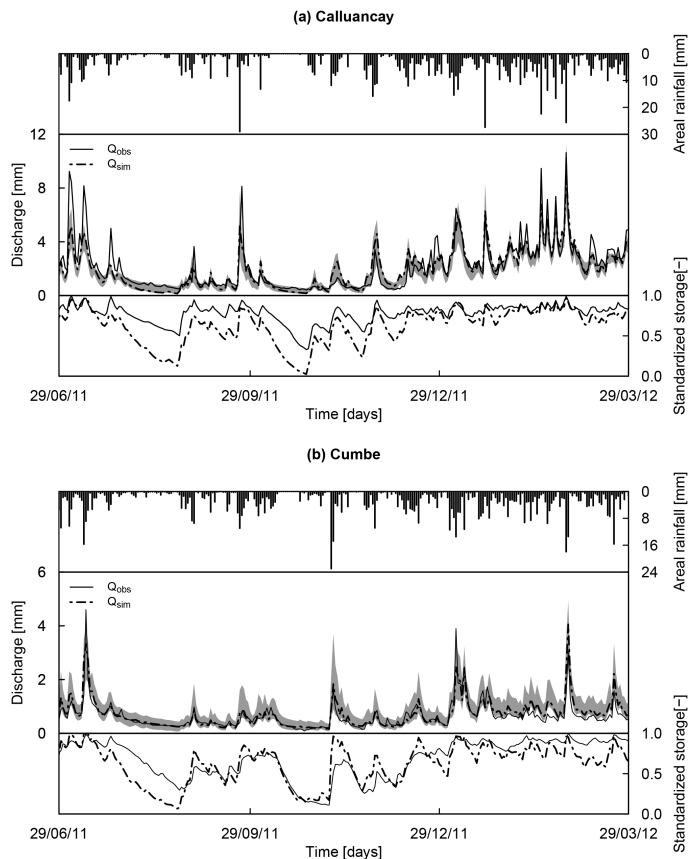 (a) Calluancay
0
10
20
30
Areal rainfall [mm]
12
8
4
0
Discharge [mm]
Qobs
Qsim
1.0
0.5
0.0
Standardized storage[−]
29/06/11 29/09/11 29/12/11 29/03/12
Time [days]
(b) Cumbe
0
8
16
24
Areal rainfall [mm]
6
4
2
0
Discharge [mm]
Qobs
Qsim
1.0
0.5
0.0
Standardized storage[−]
29/06/11 29/09/11 29/12/11 29/03/12
Time [days]